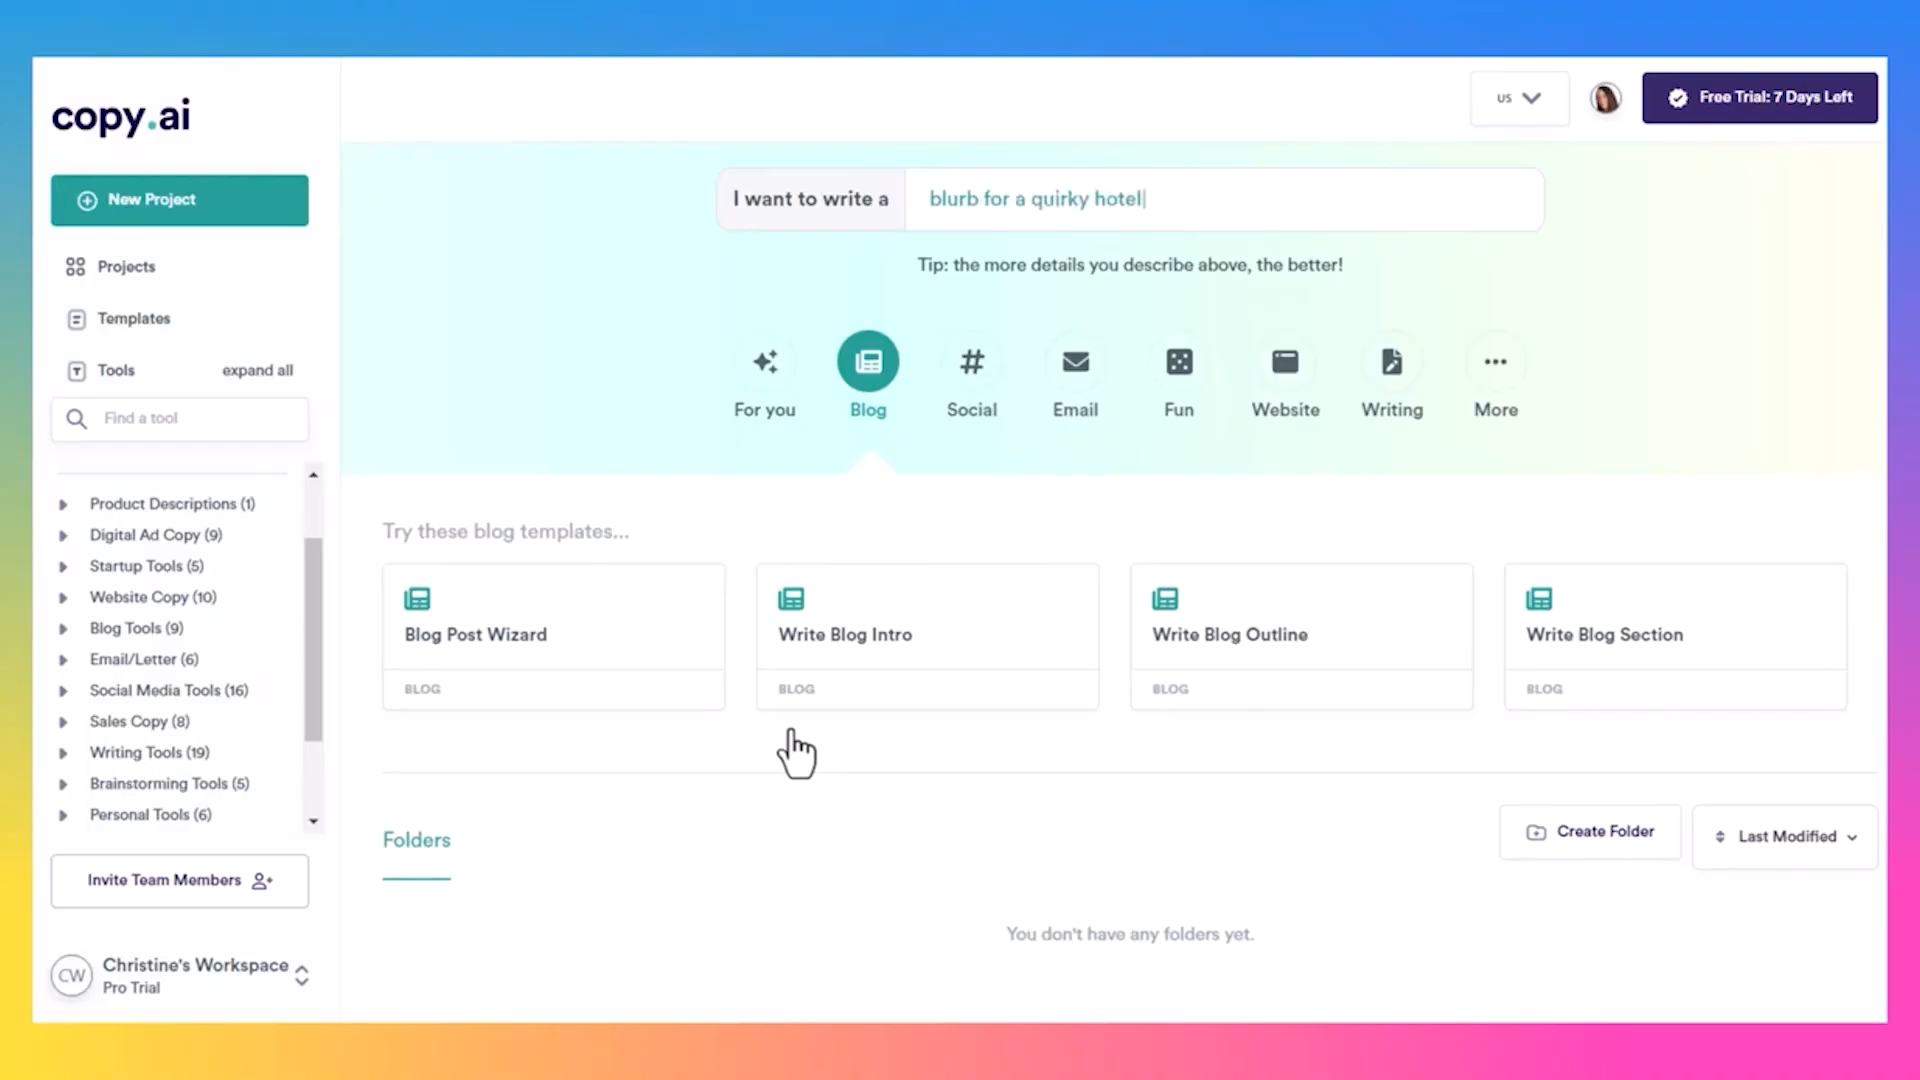 copy.ai
US
Free Trial: 7 Days Left
New Project
I want to write a
blurb for a quirky hotel
Tip: the more details you describe above, the better!
Projects
Templates
Tools
expand all
Find a tool
For you
Blog
Social
Email
Fun
Website
Writing
More
Product Descriptions (1)
Digital Ad Copy (9)
Startup Tools (5)
Website Copy (10)
Blog Tools (9)
Email/Letter (6)
Social Media Tools (16)
Sales Copy (8)
Writing Tools (19)
Brainstorming Tools (5)
Personal Tools (6)
Invite Team Members
CW
Christine's Workspace
Pro Trial
Try these blog templates...
Blog Post Wizard
BLOG
Write Blog Intro
BLOG
Write Blog Outline
BLOG
Write Blog Section
BLOG
Folders
Create Folder
Last Modified
You don't have any folders yet.